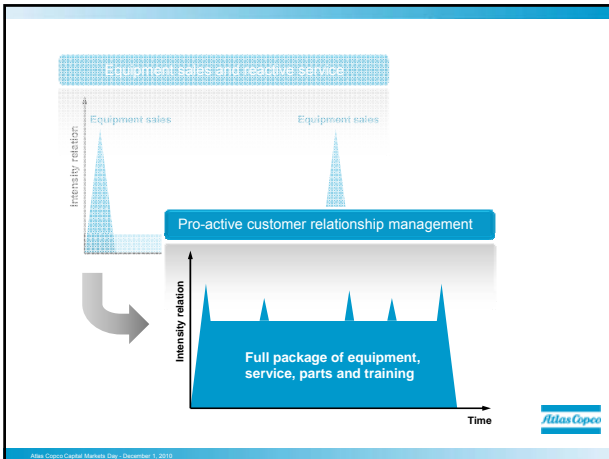 Equipment sales and reactive service
Equipment sales
Equipment sales
Intensity relation
Pro-active customer relationship management
Intensity relation
Full package of equipment,
service, parts and training
Time
Atlas Copco
Atlas Copco Capital Markets Day - December 1, 2010